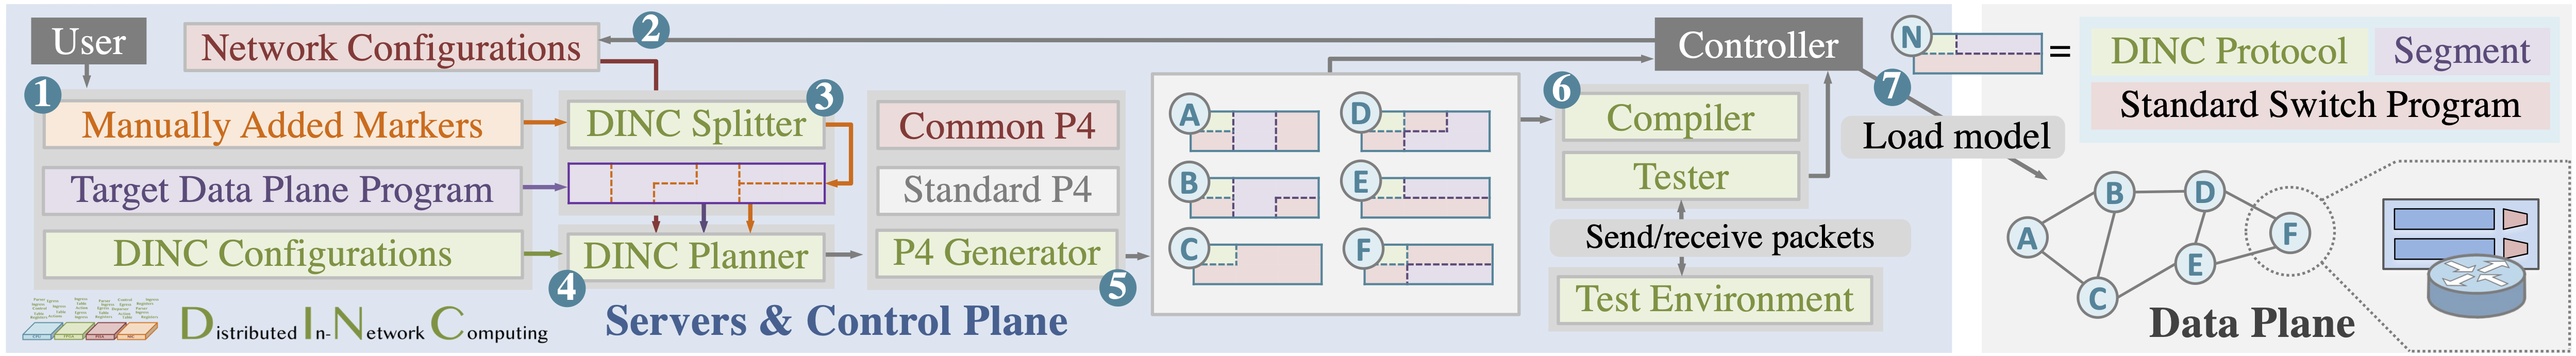 User
Network Configurations
2
Controller
N
=
DINC Protocol
Segment
Standard Switch Program
1
Manually Added Markers
Target Data Plane Program
DINC Configurations
3
DINC Splitter
DINC Planner
4
Common P4
Standard P4
P4 Generator
5
A
B
C
D
E
F
6
Compiler
Tester
Send/receive packets
Test Environment
7
Load model
A
B
C
D
E
F
Distributed In-Network Computing
Servers & Control Plane
Data Plane